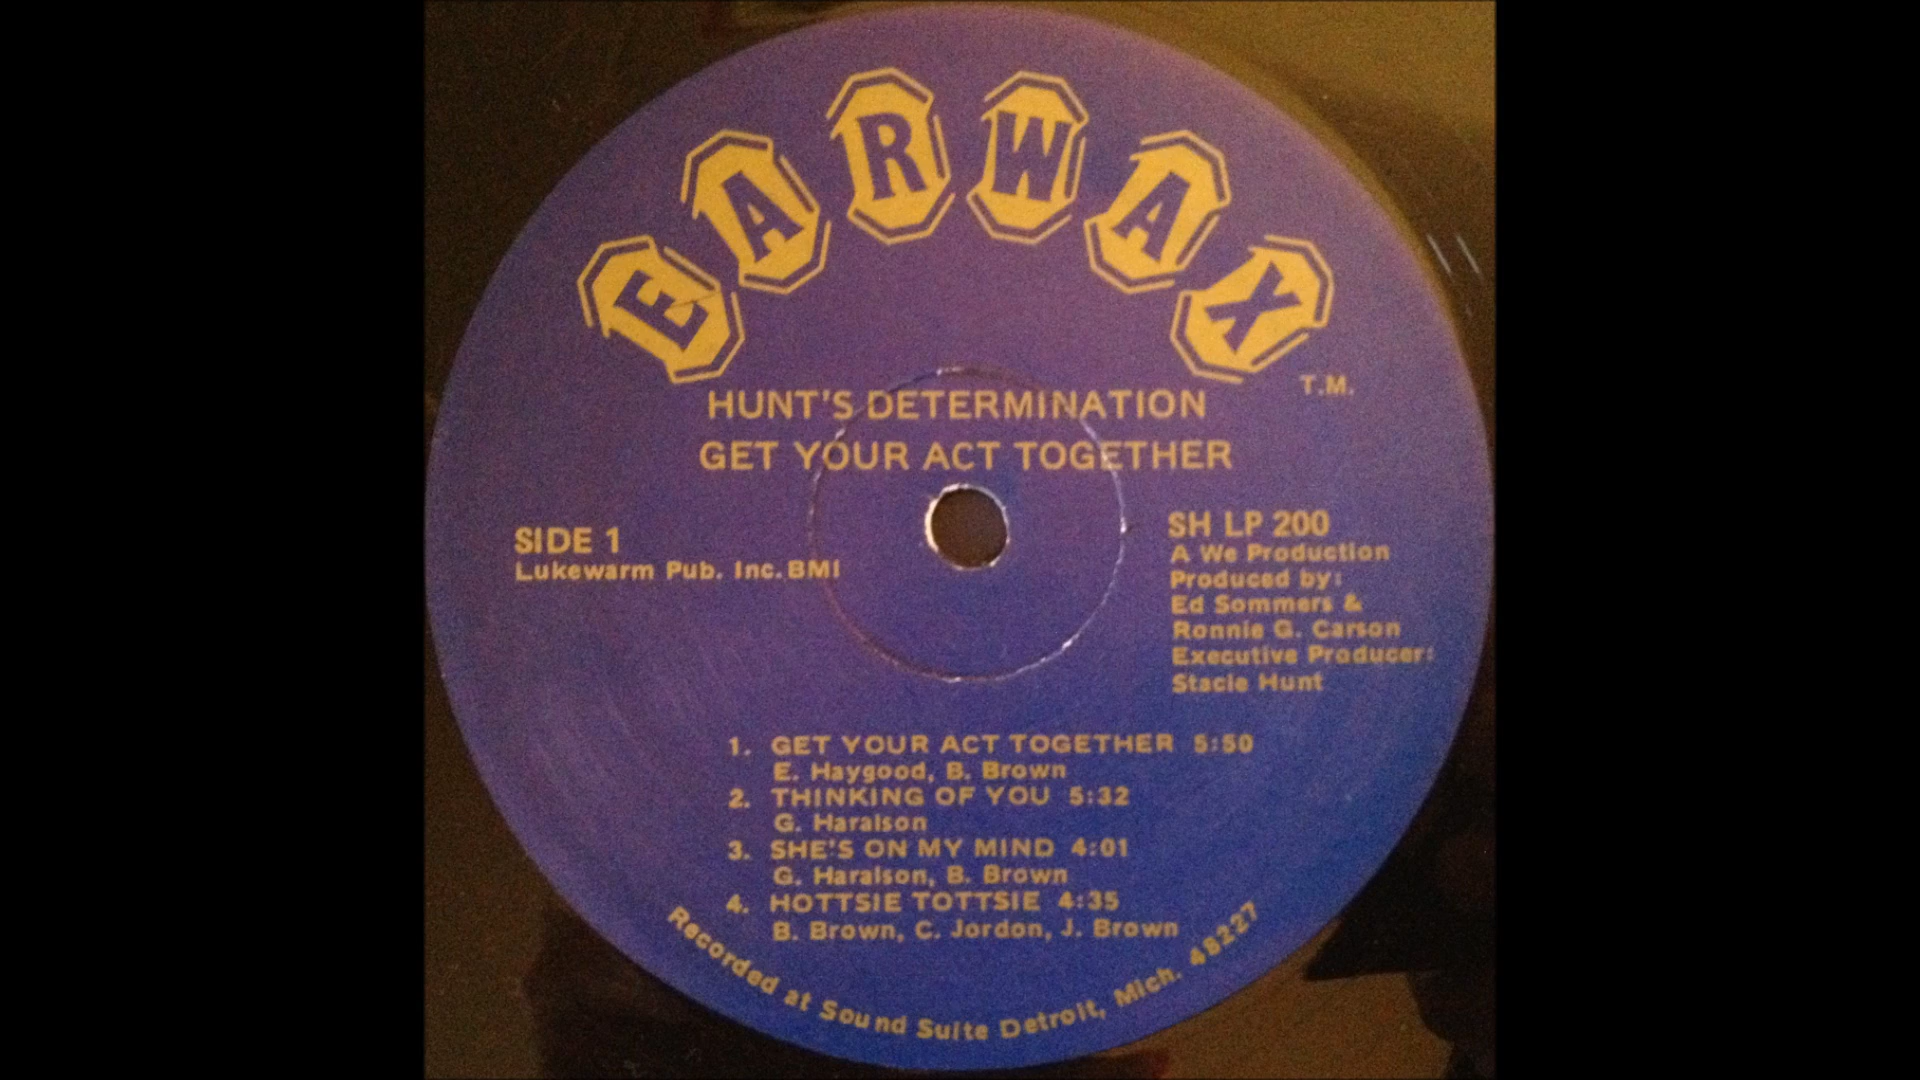 EARWAX
T.M.
HUNT'S DETERMINATION
GET YOUR ACT TOGETHER
SIDE 1
Lukewarm Pub. Inc. BMI
SH LP 200
A We Production
Produced by:
Ed Sommers &
Ronnie G. Carson
Executive Producer:
Stacie Hunt
1. GET YOUR ACT TOGETHER 5:50
E. Haygood, B. Brown
2. THINKING OF YOU 5:32
G. Haralson
3. SHE'S ON MY MIND 4:01
G. Haralson, B. Brown
4. HOTTSIE TOTTSIE 4:35
B. Brown, C. Jordon, J. Brown
Recorded at Sound Suite Detroit, Mich. 48227